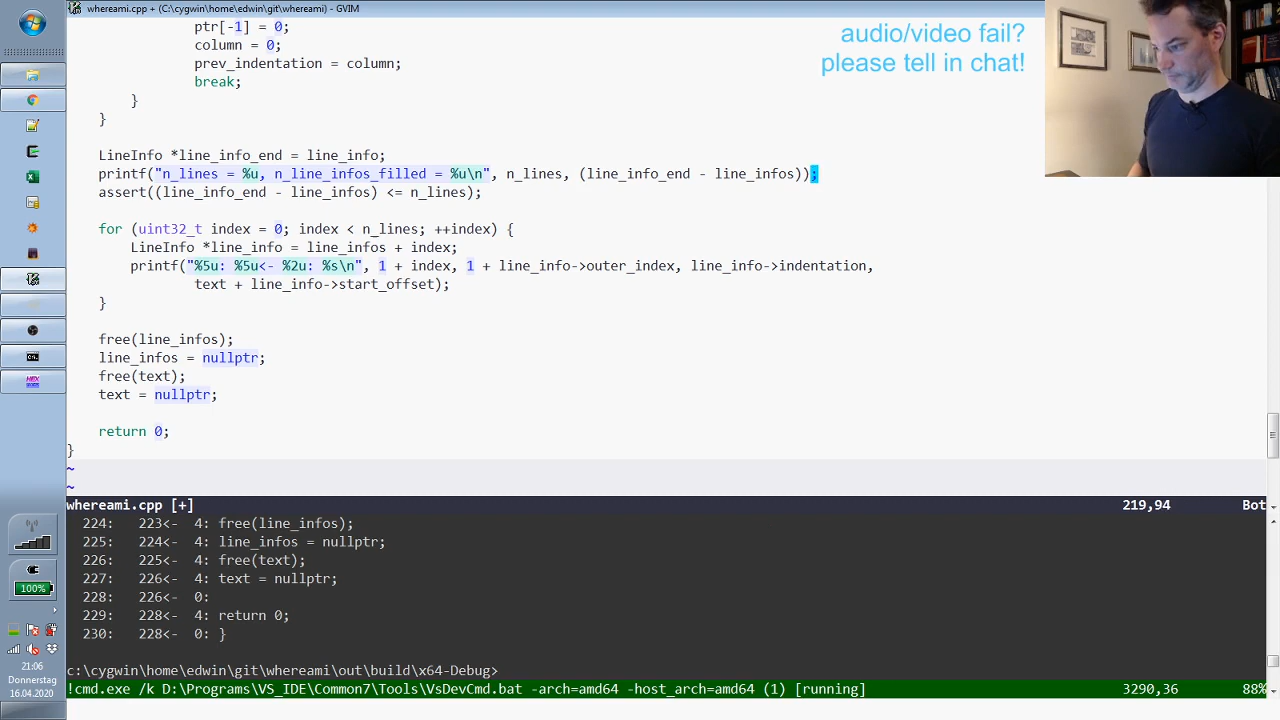 whereami.cpp + (C:\cygwin\home\edwin\git\whereami) - GVIM
ptr[-1] = 0;
column = 0;
prev_indentation = column;
break;
}
}
LineInfo *line_info_end = line_info;
printf("n_lines = %u, n_line_infos_filled = %u\n", n_lines, (line_info_end - line_infos));
assert((line_info_end - line_infos) <= n_lines);
for (uint32_t index = 0; index < n_lines; ++index) {
LineInfo *line_info = line_infos + index;
printf("%5u: %5u<- %2u: %s\n", 1 + index, 1 + line_info->outer_index, line_info->indentation,
text + line_info->start_offset);
}
free(line_infos);
line_infos = nullptr;
free(text);
text = nullptr;
return 0;
}
~
~
whereami.cpp [+] 219,94 Bot
224: 223<- 4: free(line_infos);
225: 224<- 4: line_infos = nullptr;
226: 225<- 4: free(text);
227: 226<- 4: text = nullptr;
228: 226<- 0:
229: 228<- 4: return 0;
230: 228<- 0: }
c:\cygwin\home\edwin\git\whereami\out\build\x64-Debug>
!cmd.exe /k D:\Programs\VS_IDE\Common7\Tools\VsDevCmd.bat -arch=amd64 -host_arch=amd64 (1) [running] 3290,36 88%
audio/video fail?
please tell in chat!
100%
21:06
Donnerstag
16.04.2020